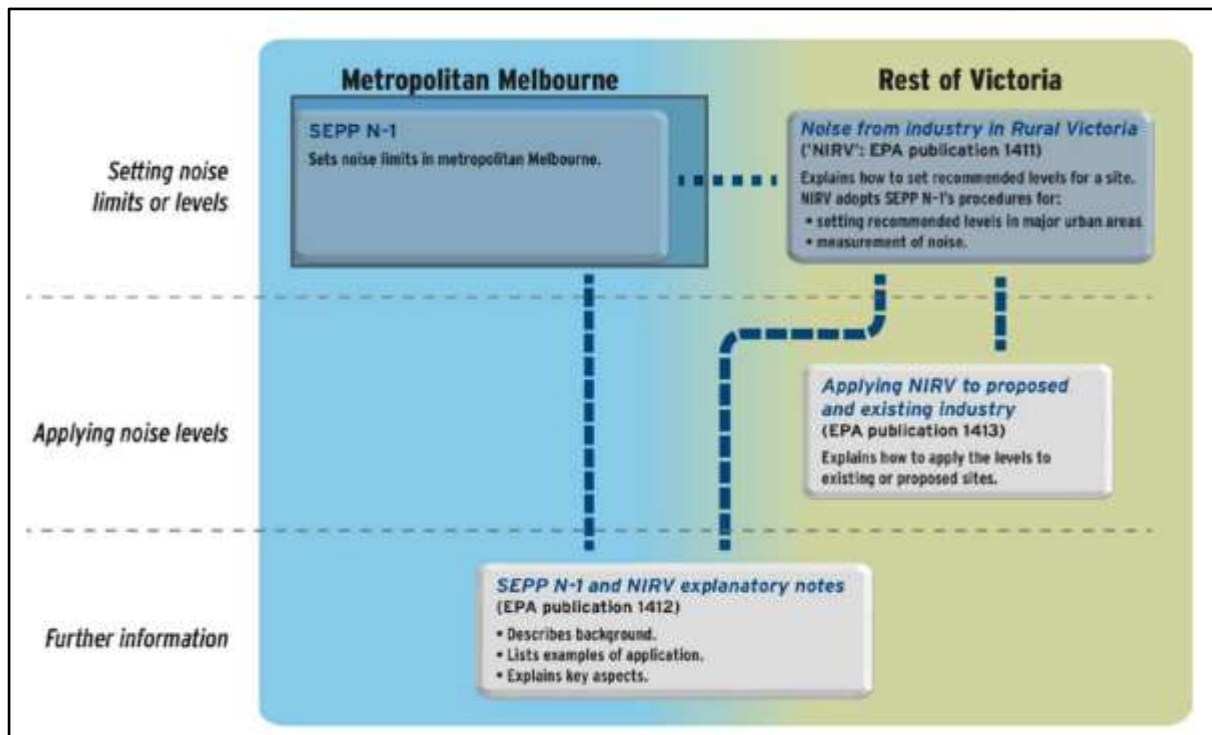 Metropolitan Melbourne
Rest of Victoria
Setting noise
limits or levels
SEPP N-1
Sets noise limits in metropolitan Melbourne.
Noise from industry in Rural Victoria
('NIRV': EPA publication 1411)
Explains how to set recommended levels for a site.
NIRV adopts SEPP N-1's procedures for:
• setting recommended levels in major urban areas
• measurement of noise.
Applying noise levels
Applying NIRV to proposed
and existing industry
(EPA publication 1413)
Explains how to apply the levels to
existing or proposed sites.
Further information
SEPP N-1 and NIRV explanatory notes
(EPA publication 1412)
• Describes background.
• Lists examples of application.
• Explains key aspects.